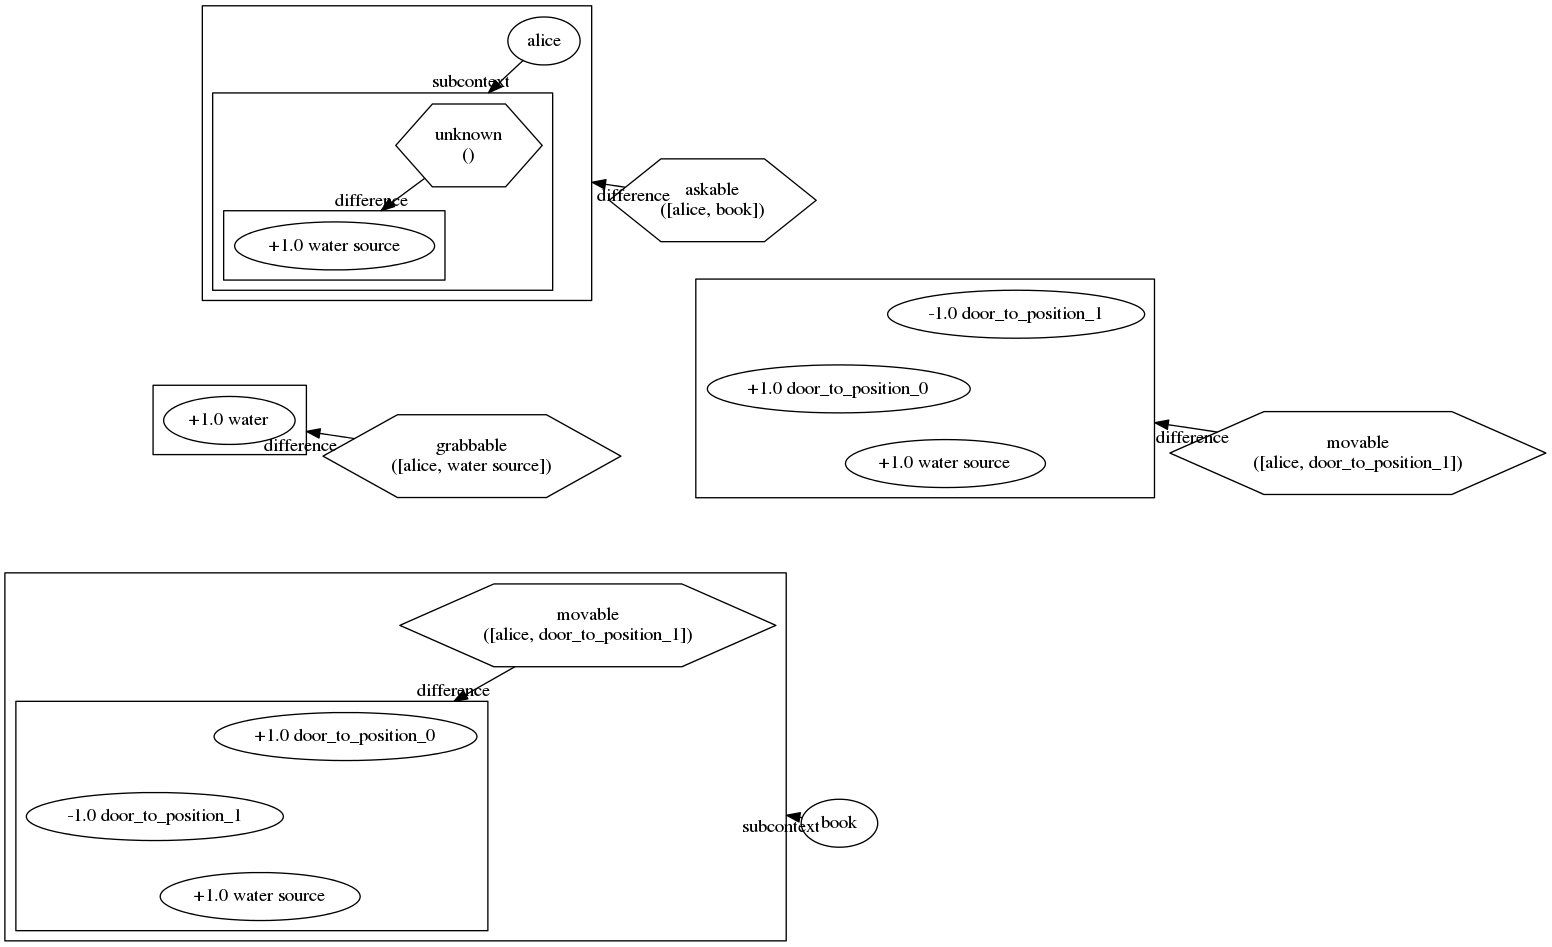 alice
subcontext
unknown
()
difference
+1.0 water source
difference
askable
([alice, book])
-1.0 door_to_position_1
+1.0 door_to_position_0
+1.0 water source
difference
movable
([alice, door_to_position_1])
+1.0 water
difference
grabbable
([alice, water source])
movable
([alice, door_to_position_1])
difference
+1.0 door_to_position_0
-1.0 door_to_position_1
+1.0 water source
subcontext
book